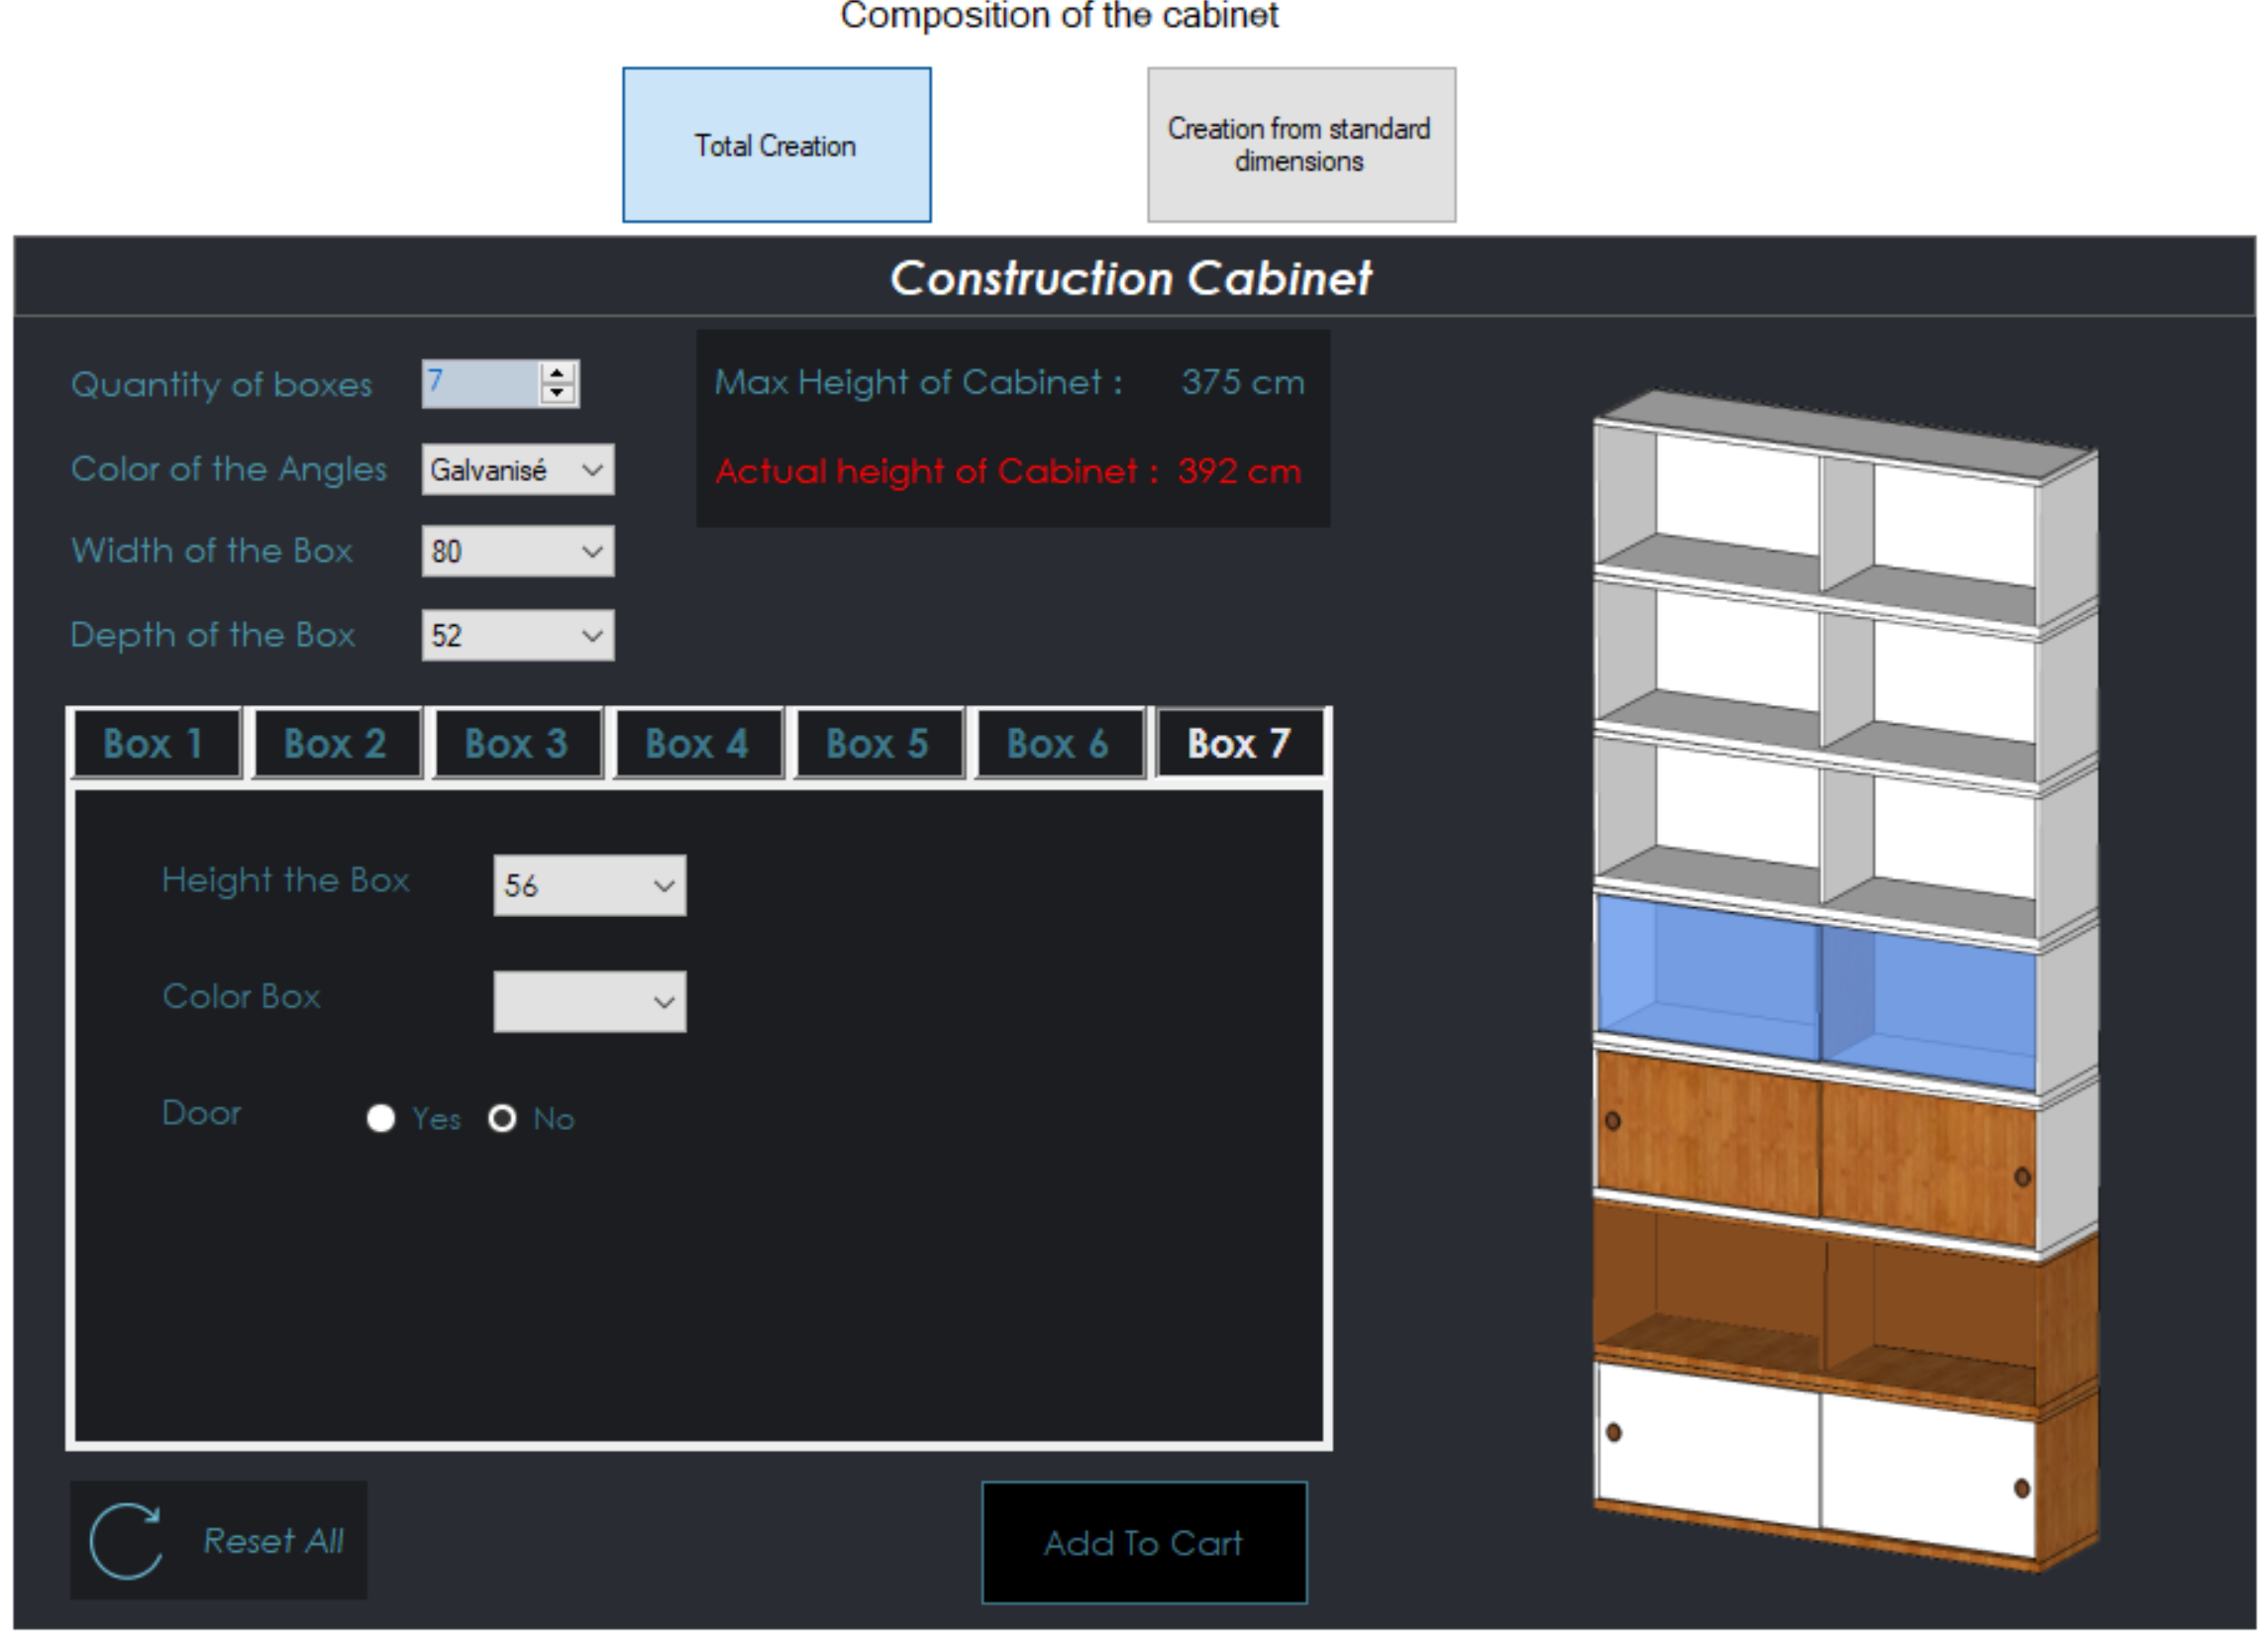 Composition of the cabinet
Total Creation
Creation from standard
dimensions
Construction Cabinet
Quantity of boxes 7
Max Height of Cabinet : 375 cm
Color of the Angles Galvanisé
Actual height of Cabinet : 392 cm
Width of the Box 80
Depth of the Box 52
Box 1 Box 2 Box 3 Box 4 Box 5 Box 6 Box 7
Height the Box 56
Color Box
Door Yes No
Reset All
Add To Cart